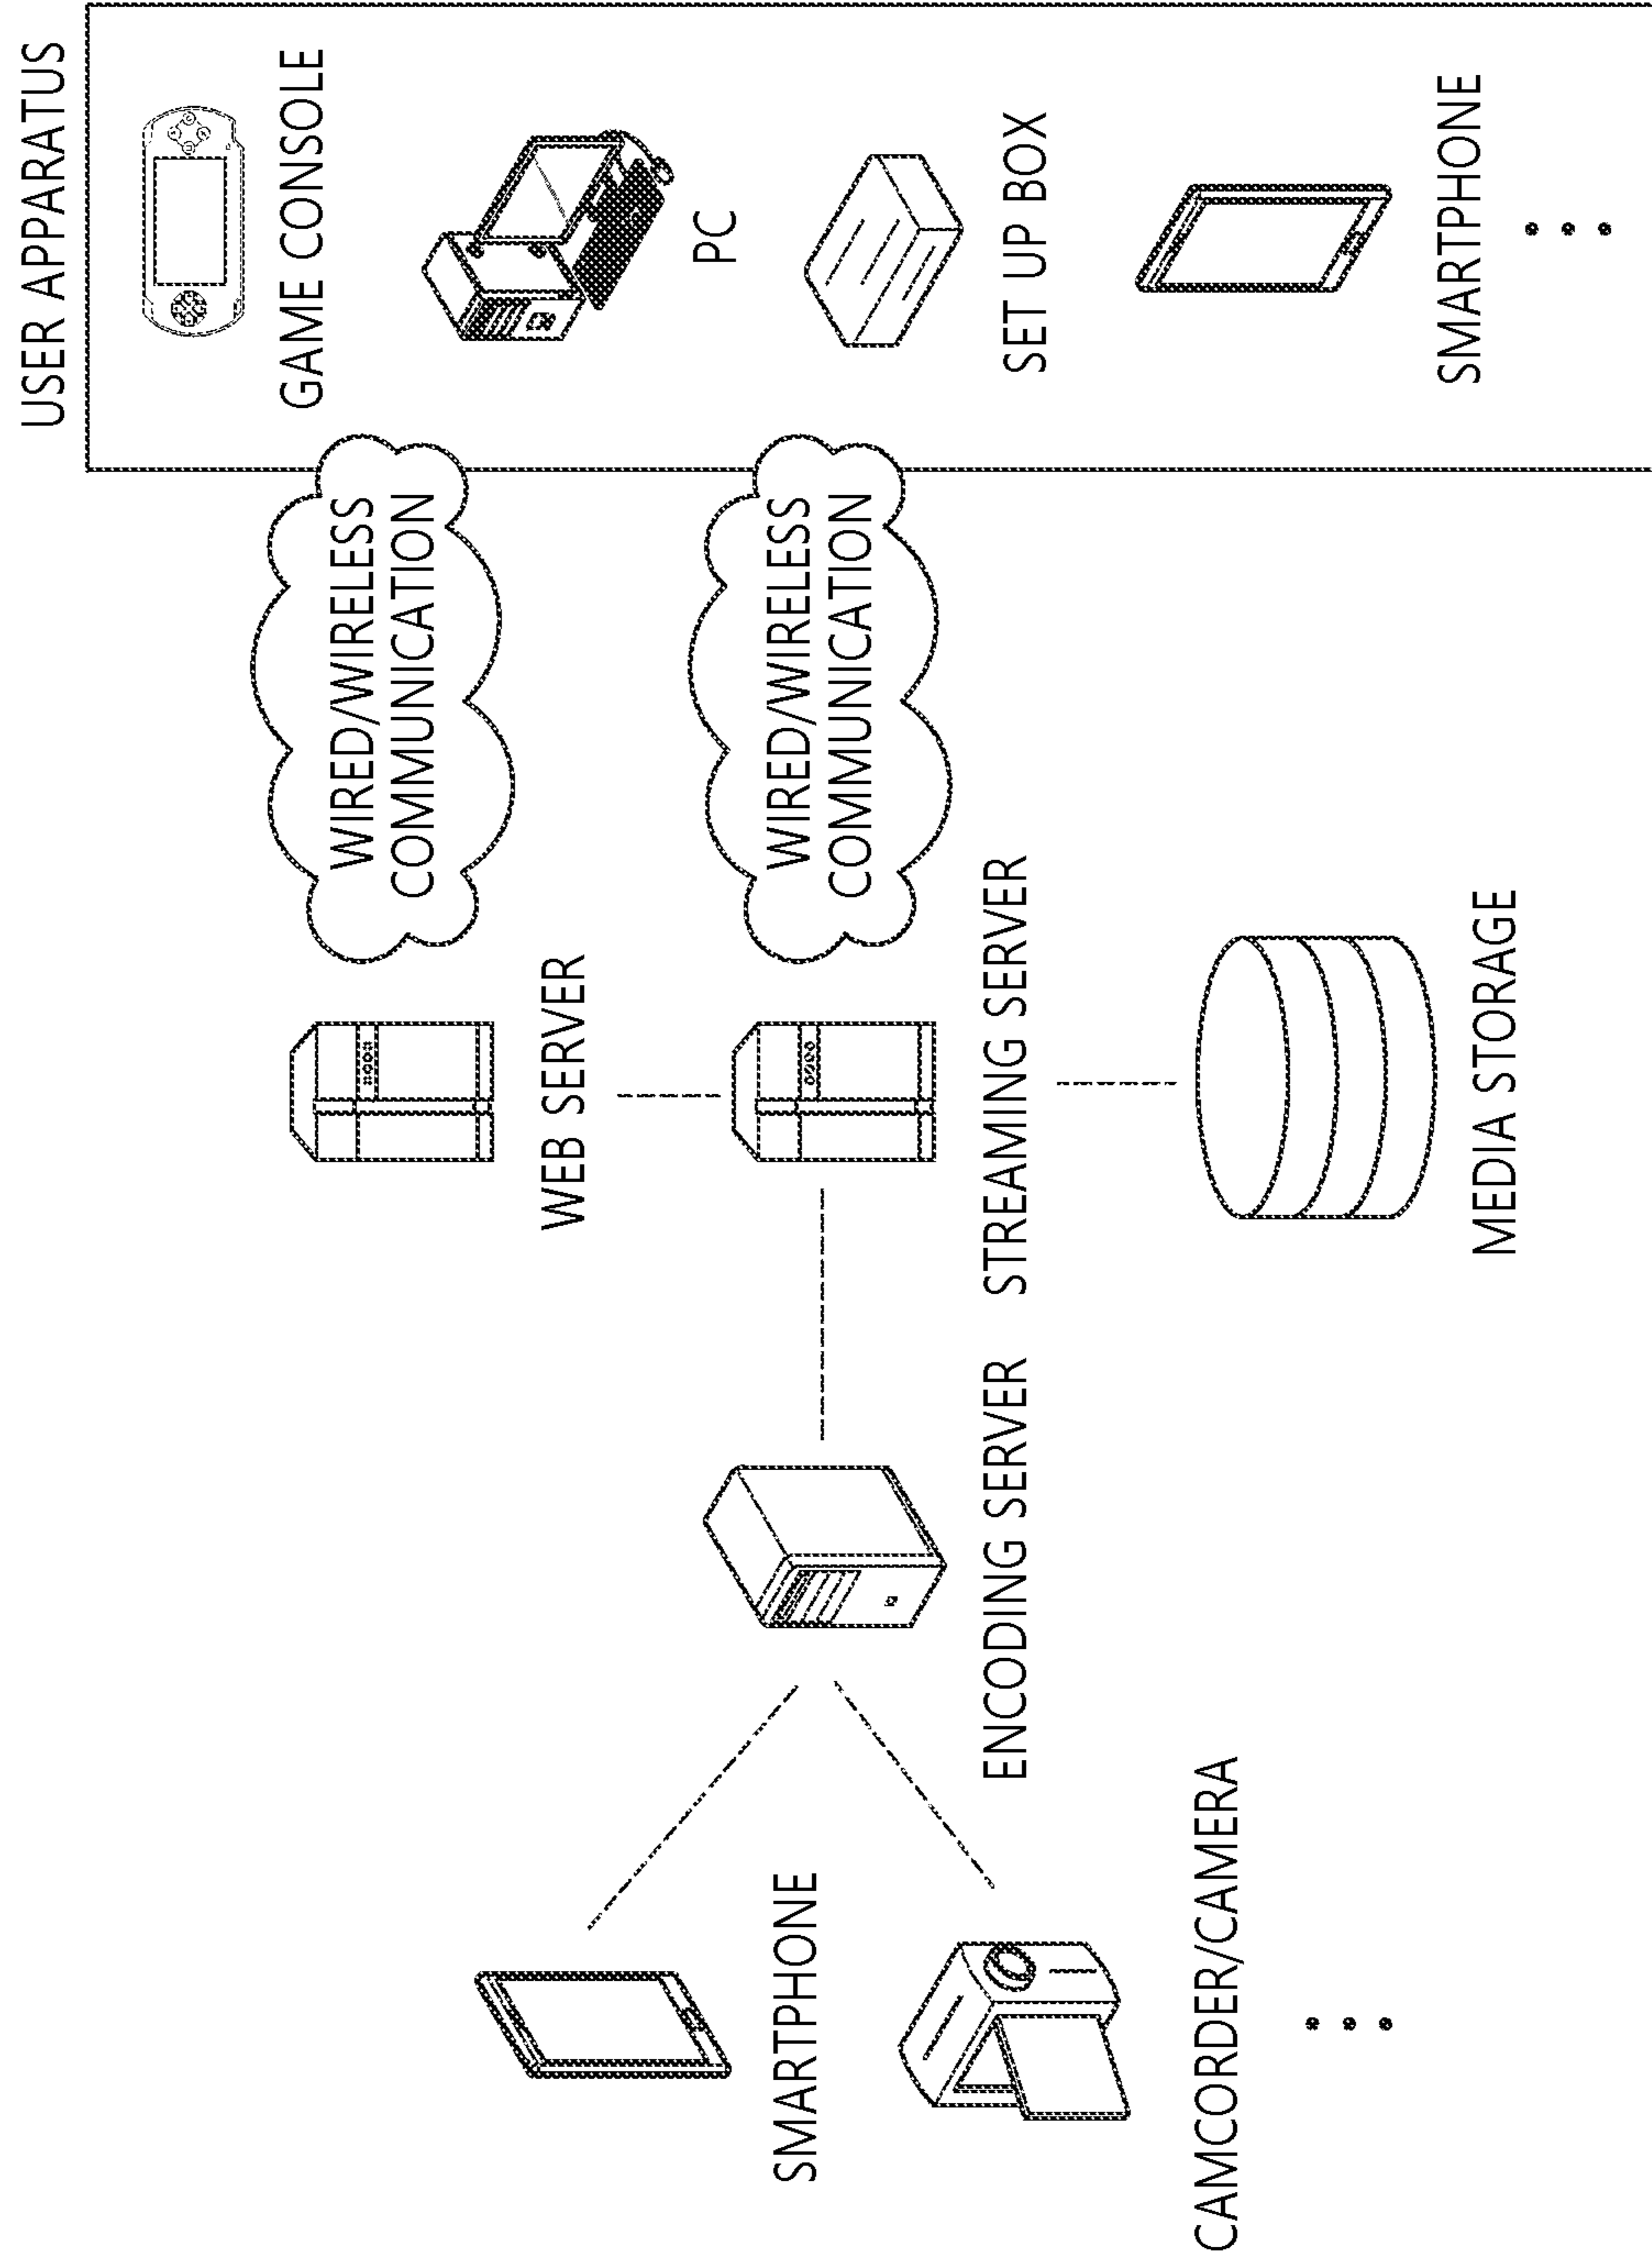 USER APPARATUS
GAME CONSOLE
PC
SET UP BOX
SMARTPHONE
WIRED/WIRELESS
COMMUNICATION
WIRED/WIRELESS
COMMUNICATION
WEB SERVER
STREAMING SERVER
MEDIA STORAGE
ENCODING SERVER
SMARTPHONE
CAMCORDER/CAMERA